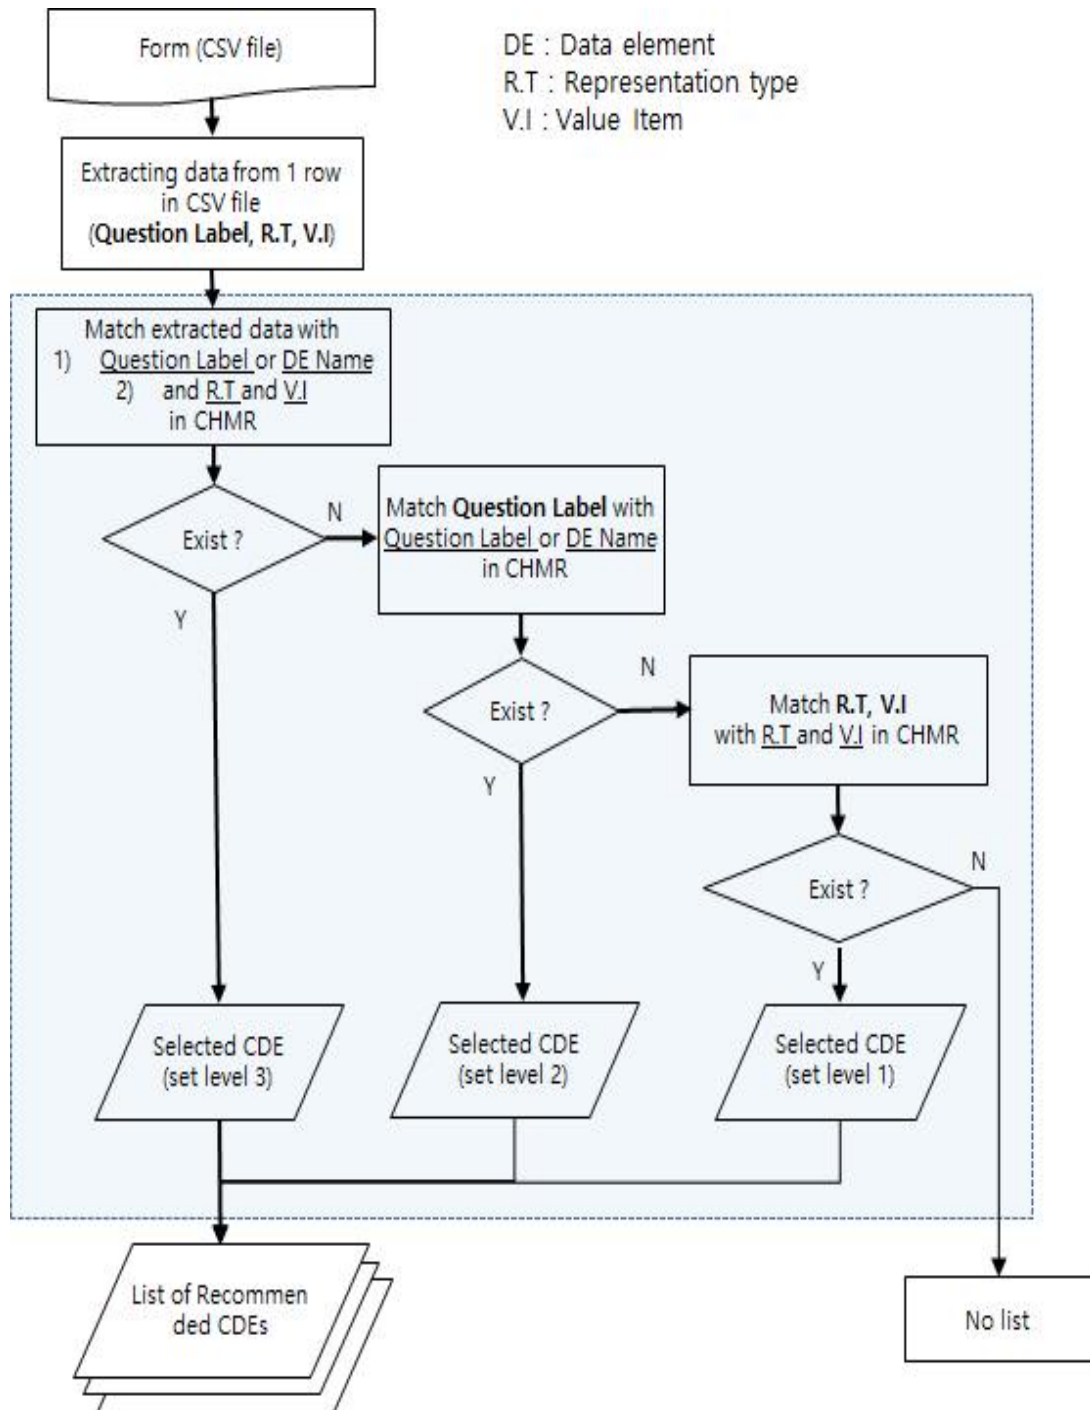 Form (CSV file)
DE : Data element
R.T : Representation type
V.I : Value Item
Extracting data from 1 row
in CSV file
(Question Label, R.T, V.I)
Match extracted data with
1) Question Label or DE Name
2) and R.T and V.I
in CHMR
Exist ?
N
Y
Match Question Label with
Question Label or DE Name
in CHMR
Exist ?
N
Y
Match R.T, V.I
with R.T and V.I in CHMR
Exist ?
N
Y
Selected CDE
(set level 3)
Selected CDE
(set level 2)
Selected CDE
(set level 1)
List of Recommen
ded CDEs
No list